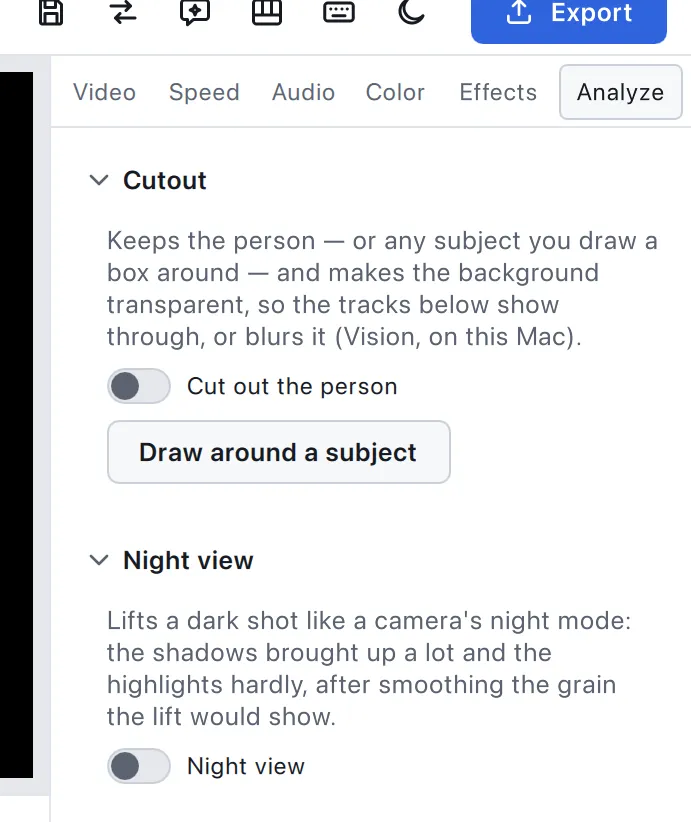 Export
Video Speed Audio Color Effects Analyze
Cutout
Keeps the person — or any subject you draw a
box around — and makes the background
transparent, so the tracks below show
through, or blurs it (Vision, on this Mac).
Cut out the person
Draw around a subject
Night view
Lifts a dark shot like a camera's night mode:
the shadows brought up a lot and the
highlights hardly, after smoothing the grain
the lift would show.
Night view